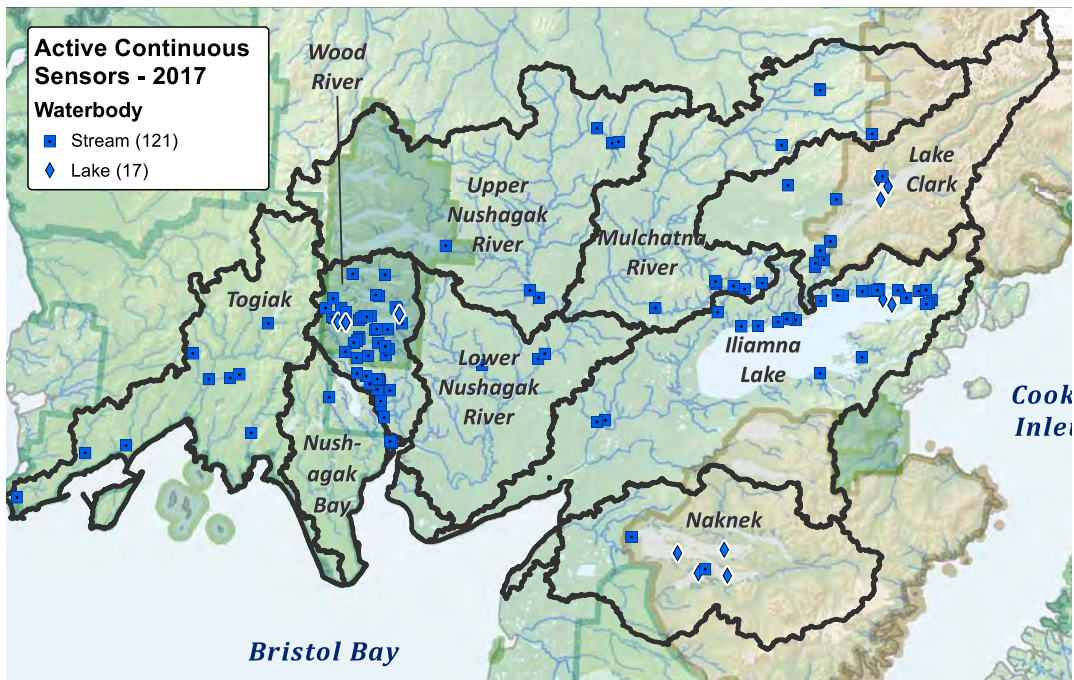 Active Continuous
Sensors - 2017
Waterbody
Stream (121)
Lake (17)
Wood
River
Upper
Nushagak
River
Lake
Clark
Mulchatna
River
Togiak
Iliamna
Lake
Lower
Nushagak
River
Cook
Inlet
Nush-
agak
Bay
Naknek
Bristol Bay